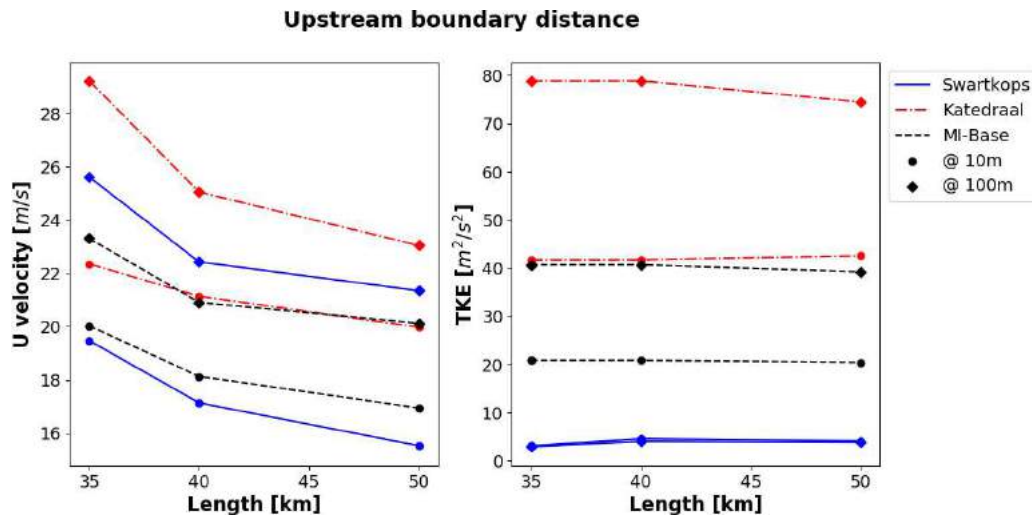 Upstream boundary distance
U velocity [m/s]
28
26
24
22
20
18
16
35 40 45 50
Length [km]
TKE [m²/s²]
80
70
60
50
40
30
20
10
0
35 40 45 50
Length [km]
Swartkops
Katedraal
MI-Base
@ 10m
@ 100m